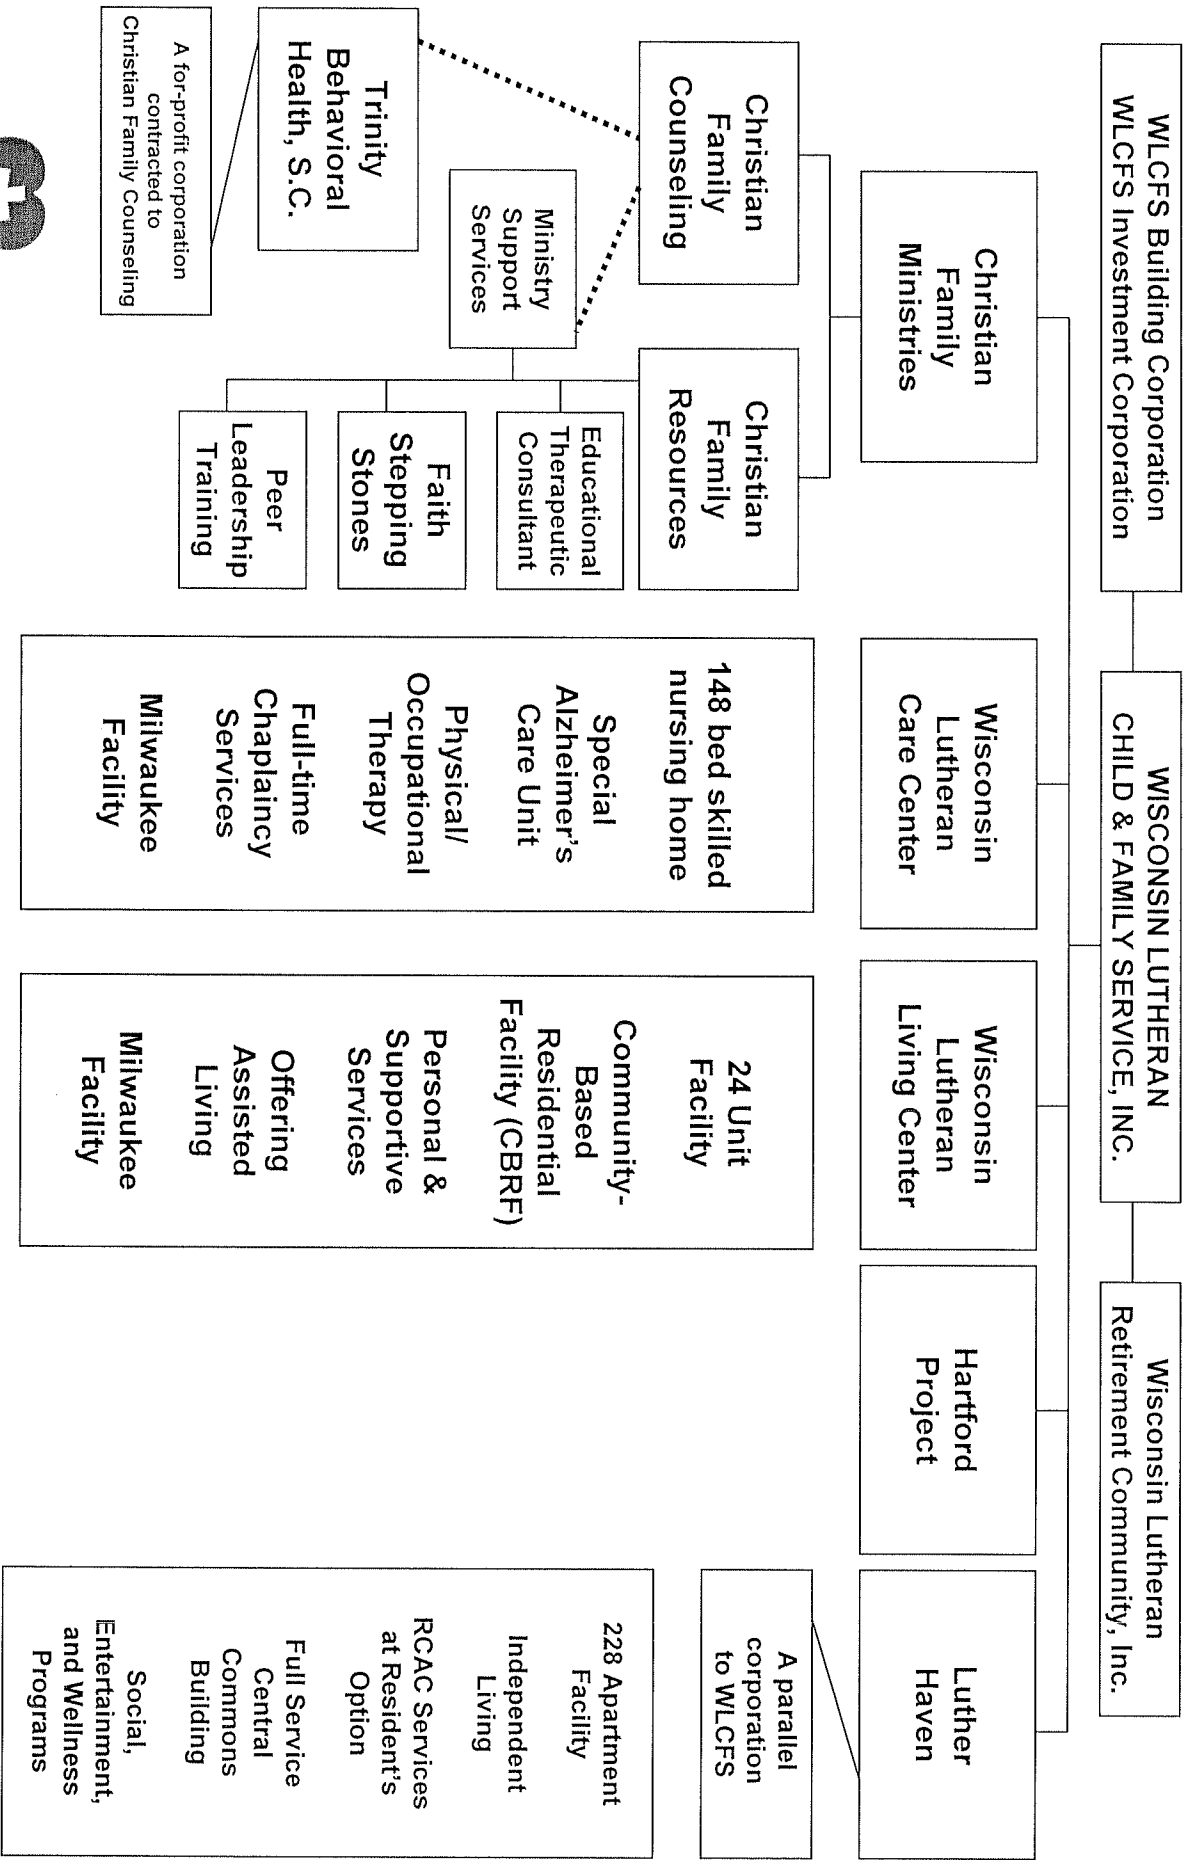 WLCFS Building Corporation
WLCFS Investment Corporation
WISCONSIN LUTHERAN
CHILD & FAMILY SERVICE, INC.
Wisconsin Lutheran
Retirement Community, Inc.
Christian
Family
Ministries
Wisconsin
Lutheran
Care Center
Wisconsin
Lutheran
Living Center
Hartford
Project
Luther
Haven
Christian
Family
Counseling
Christian
Family
Resources
Ministry
Support
Services
Educational
Therapeutic
Consultant
Faith
Stepping
Stones
Peer
Leadership
Training
Trinity
Behavioral
Health, S.C.
A for-profit corporation
contracted to
Christian Family Counseling
148 bed skilled
nursing home
Special
Alzheimer's
Care Unit
Physical/
Occupational
Therapy
Full-time
Chaplaincy
Services
Milwaukee
Facility
24 Unit
Facility
Community-
Based
Residential
Facility (CBRF)
Personal &
Supportive
Services
Offering
Assisted
Living
Milwaukee
Facility
A parallel
corporation
to WLCFS
228 Apartment
Facility
Independent
Living
RCAC Services
at Resident's
Option
Full Service
Central
Commons
Building
Social,
Entertainment,
and Wellness
Programs